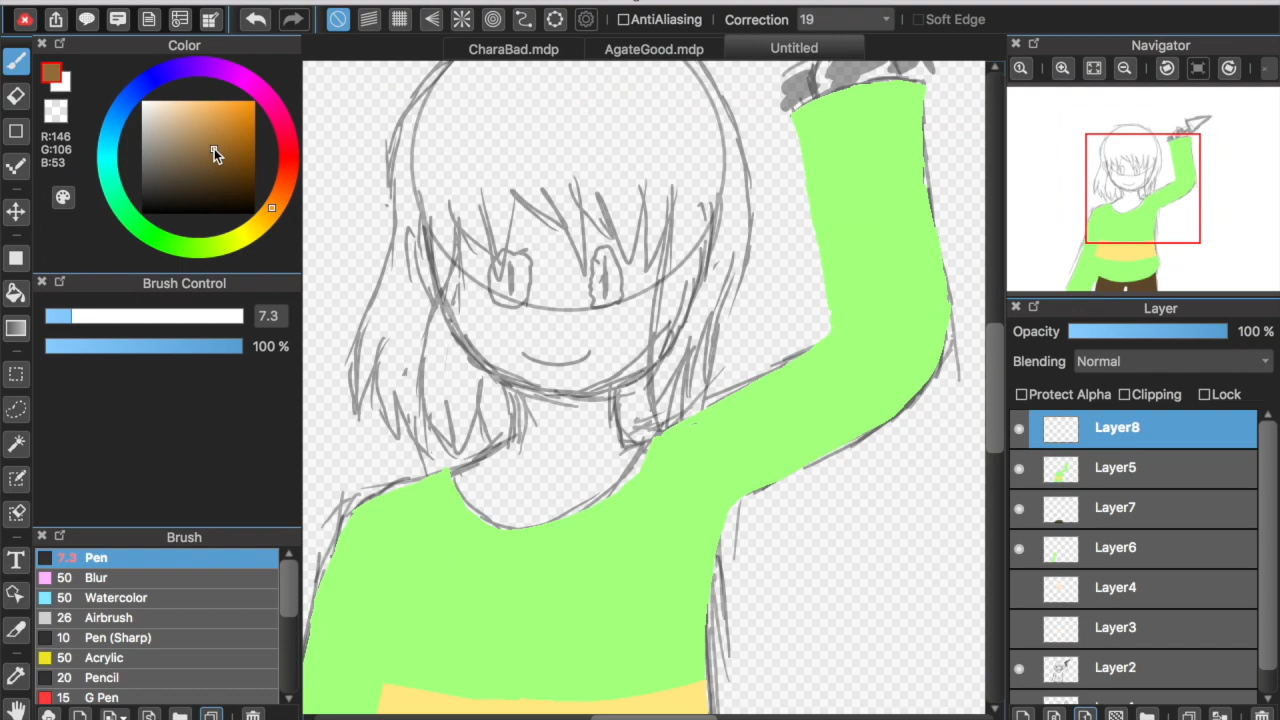 AntiAliasing
Correction 19
Soft Edge
Color
CharaBad.mdp
AgateGood.mdp
Untitled
Navigator
R:146
G:106
B:53
Brush Control
7.3
100 %
Layer
Opacity 100 %
Blending Normal
Protect Alpha Clipping Lock
Layer8
Layer5
Layer7
Layer6
Layer4
Layer3
Layer2
Brush
7.3 Pen
50 Blur
50 Watercolor
26 Airbrush
10 Pen (Sharp)
50 Acrylic
20 Pencil
15 G Pen